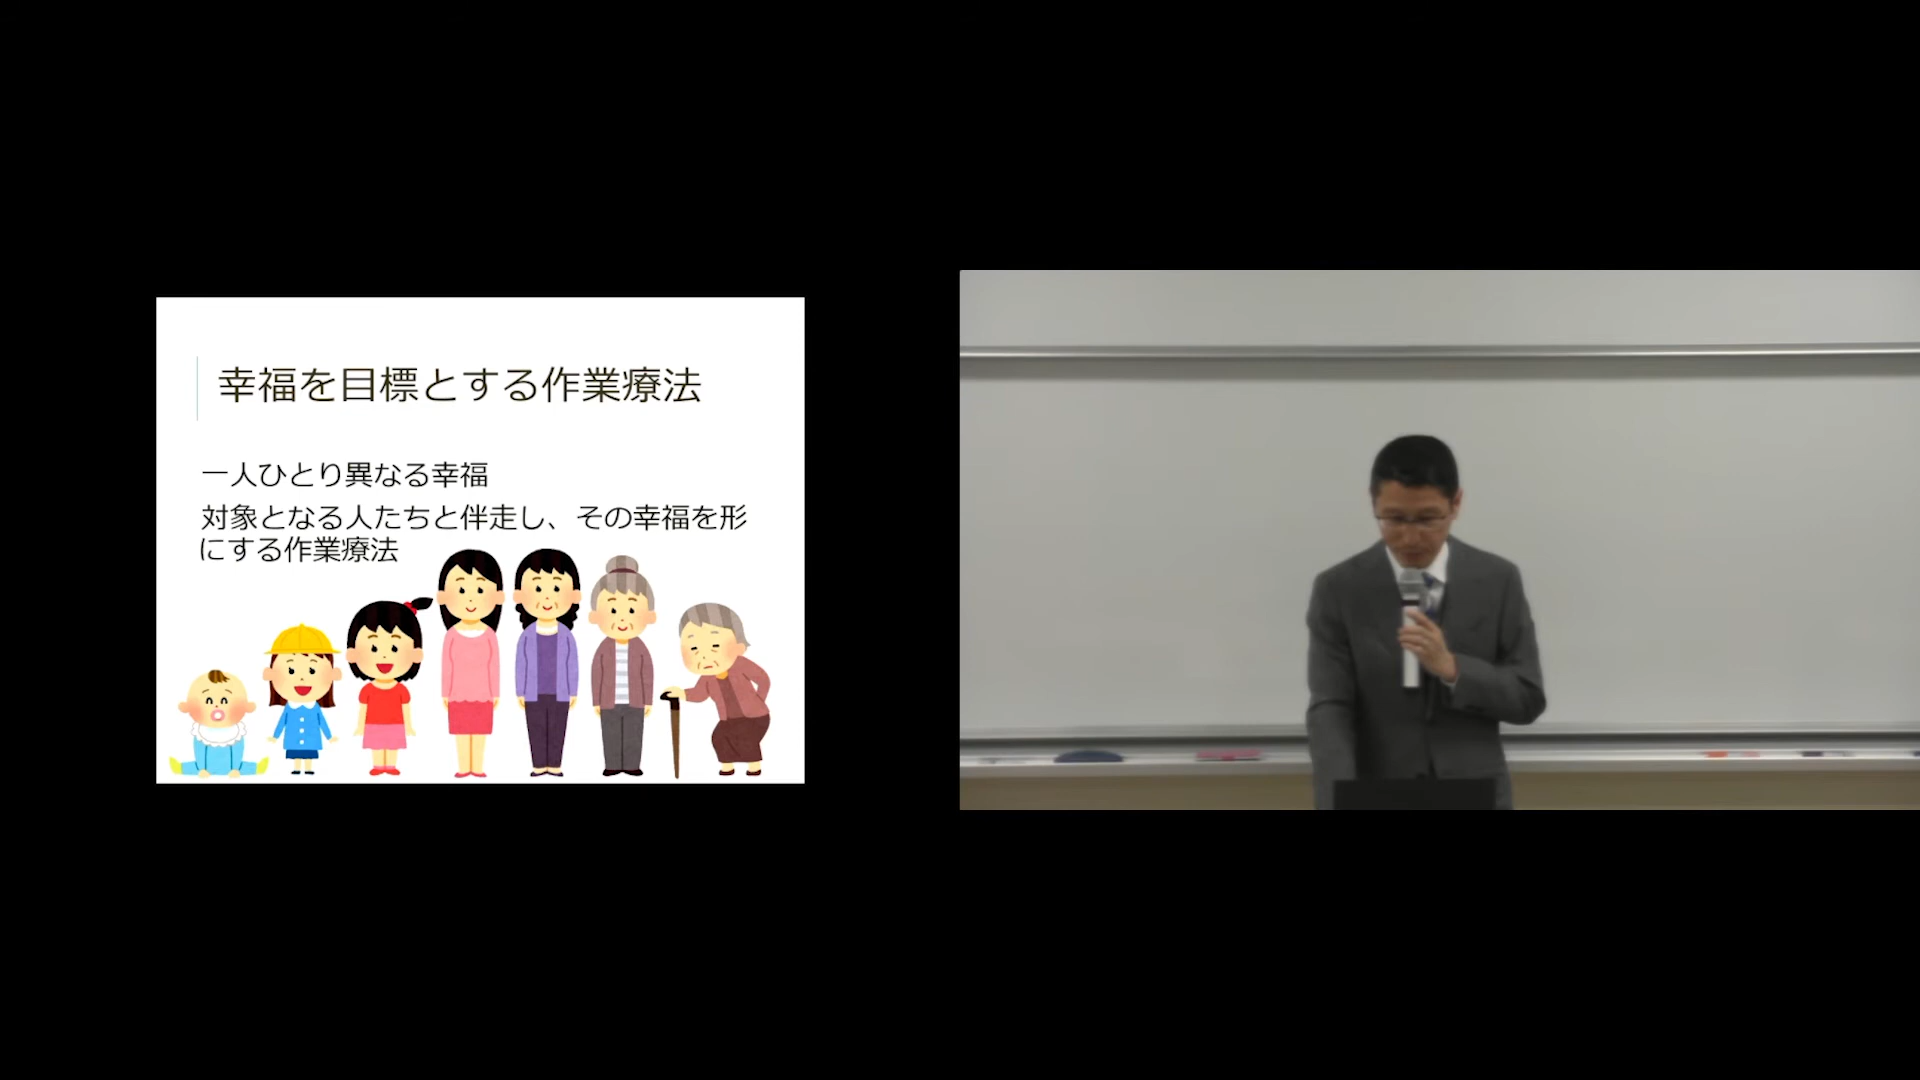 幸福を目標とする作業療法
一人ひとり異なる幸福
対象となる人たちと伴走し、その幸福を形
にする作業療法